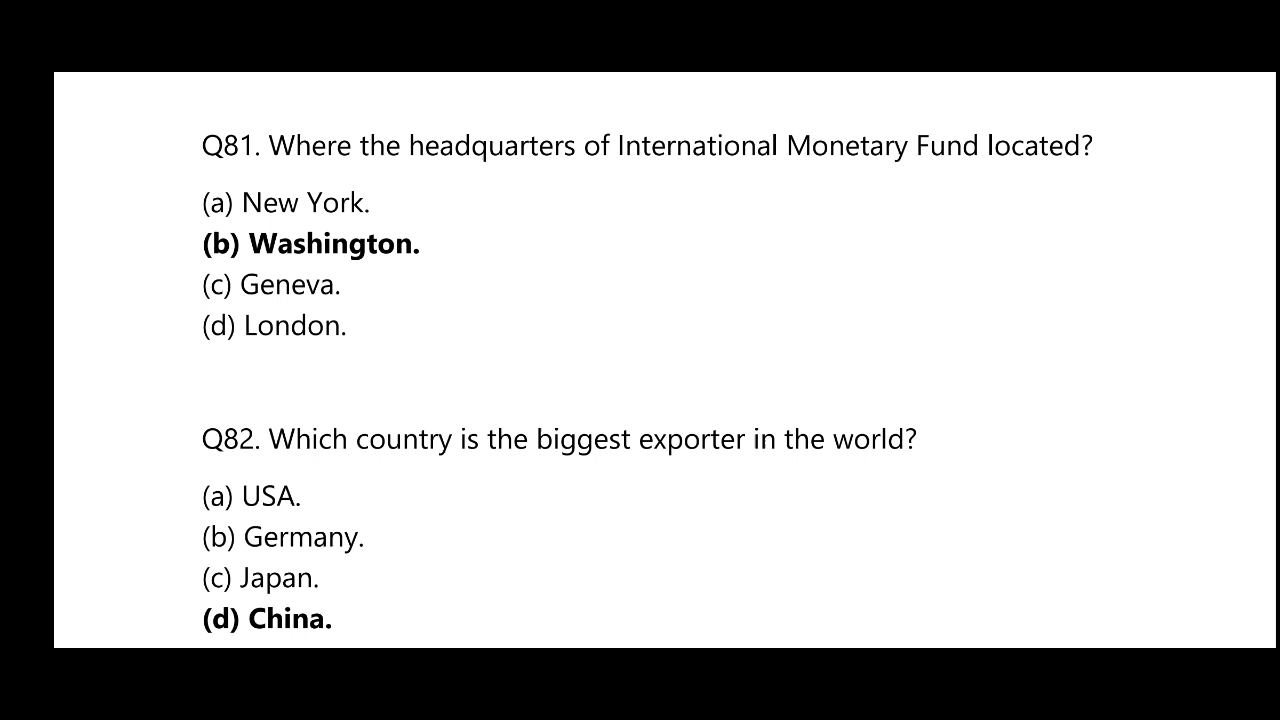 Q81. Where the headquarters of International Monetary Fund located?
(a) New York.
(b) Washington.
(c) Geneva.
(d) London.
Q82. Which country is the biggest exporter in the world?
(a) USA.
(b) Germany.
(c) Japan.
(d) China.